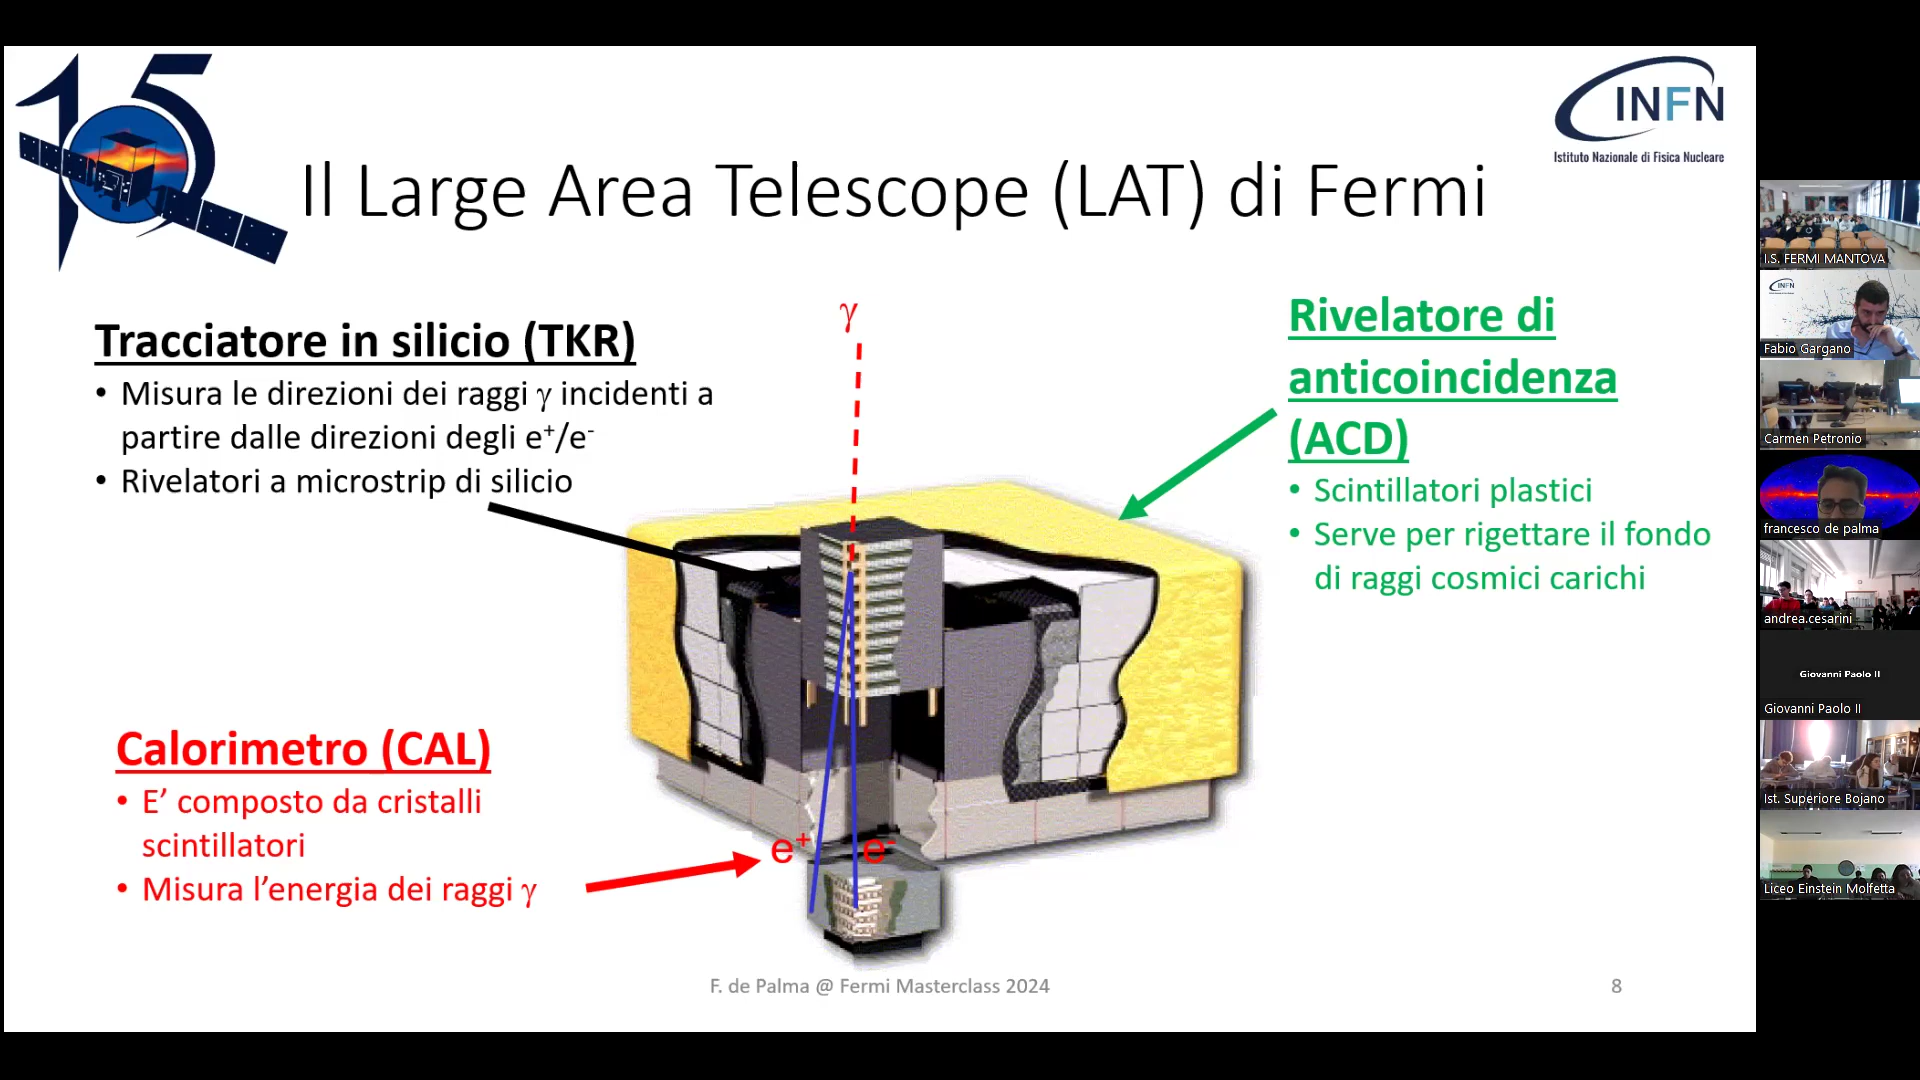 15
INFN
Istituto Nazionale di Fisica Nucleare
Il Large Area Telescope (LAT) di Fermi
Tracciatore in silicio (TKR)
• Misura le direzioni dei raggi γ incidenti a
partire dalle direzioni degli e⁺/e⁻
• Rivelatori a microstrip di silicio
γ
Rivelatore di
anticoincidenza
(ACD)
• Scintillatori plastici
• Serve per rigettare il fondo
di raggi cosmici carichi
Calorimetro (CAL)
• E’ composto da cristalli
scintillatori
• Misura l’energia dei raggi γ
e⁺ e⁻
F. de Palma @ Fermi Masterclass 2024
8
I.S. FERMI MANTOVA
INFN
Fabio Gargano
Carmen Petronio
francesco de palma
andrea.cesarini
Giovanni Paolo II
Giovanni Paolo II
Ist. Superiore Bojano
Liceo Einstein Molfetta